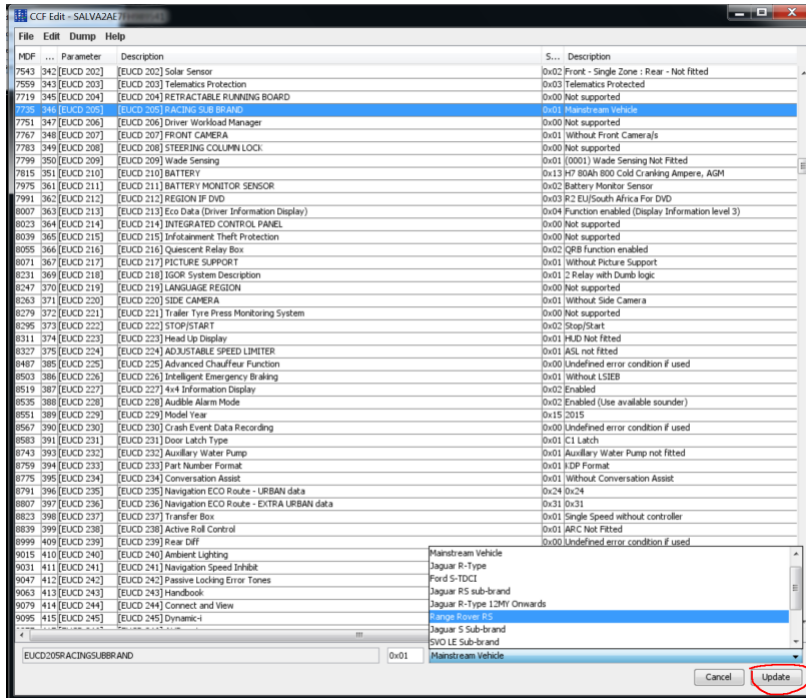 CCF Edit - SALVA2AE7
File Edit Dump Help
MDF ... Parameter Description S... Description
7543 342 [EUCD 202] [EUCD 202] Solar Sensor 0x02 Front - Single Zone : Rear - Not fitted
7559 343 [EUCD 203] [EUCD 203] Telematics Protection 0x03 Telematics Protected
7719 345 [EUCD 204] [EUCD 204] RETRACTABLE RUNNING BOARD 0x00 Not supported
7735 346 [EUCD 205] [EUCD 205] RACING SUB BRAND 0x01 Mainstream Vehicle
7751 347 [EUCD 206] [EUCD 206] Driver Workload Manager 0x00 Not supported
7767 348 [EUCD 207] [EUCD 207] FRONT CAMERA 0x01 Without Front Camera/s
7783 349 [EUCD 208] [EUCD 208] STEERING COLUMN LOCK 0x00 Not supported
7799 350 [EUCD 209] [EUCD 209] Wade Sensing 0x01 (0001) Wade Sensing Not Fitted
7815 351 [EUCD 210] [EUCD 210] BATTERY 0x13 H7 80Ah 800 Cold Cranking Ampere, AGM
7975 361 [EUCD 211] [EUCD 211] BATTERY MONITOR SENSOR 0x02 Battery Monitor Sensor
7991 362 [EUCD 212] [EUCD 212] REGION IF DVD 0x03 R2 EU/South Africa For DVD
8007 363 [EUCD 213] [EUCD 213] Eco Data (Driver Information Display) 0x04 Function enabled (Display Information level 3)
8023 364 [EUCD 214] [EUCD 214] INTEGRATED CONTROL PANEL 0x00 Not supported
8039 365 [EUCD 215] [EUCD 215] Infotainment Theft Protection 0x00 Not supported
8055 366 [EUCD 216] [EUCD 216] Quiescent Relay Box 0x02 QRB function enabled
8071 367 [EUCD 217] [EUCD 217] PICTURE SUPPORT 0x01 Without Picture Support
8231 369 [EUCD 218] [EUCD 218] IGOR System Description 0x01 2 Relay with Dumb logic
8247 370 [EUCD 219] [EUCD 219] LANGUAGE REGION 0x00 Not supported
8263 371 [EUCD 220] [EUCD 220] SIDE CAMERA 0x01 Without Side Camera
8279 372 [EUCD 221] [EUCD 221] Trailer Tyre Press Monitoring System 0x00 Not supported
8295 373 [EUCD 222] [EUCD 222] STOP/START 0x02 Stop/Start
8311 374 [EUCD 223] [EUCD 223] Head Up Display 0x01 HUD Not fitted
8327 375 [EUCD 224] [EUCD 224] ADJUSTABLE SPEED LIMITER 0x01 ASL not fitted
8487 385 [EUCD 225] [EUCD 225] Advanced Chauffeur Function 0x00 Undefined error condition if used
8503 386 [EUCD 226] [EUCD 226] Intelligent Emergency Braking 0x01 Without LSIEB
8519 387 [EUCD 227] [EUCD 227] 4x4 Information Display 0x02 Enabled
8535 388 [EUCD 228] [EUCD 228] Audible Alarm Mode 0x02 Enabled (Use available sounder)
8551 389 [EUCD 229] [EUCD 229] Model Year 0x15 2015
8567 390 [EUCD 230] [EUCD 230] Crash Event Data Recording 0x00 Undefined error condition if used
8583 391 [EUCD 231] [EUCD 231] Door Latch Type 0x01 C1 Latch
8743 393 [EUCD 232] [EUCD 232] Auxillary Water Pump 0x01 Auxillary Water Pump not fitted
8759 394 [EUCD 233] [EUCD 233] Part Number Format 0x01 KDP Format
8775 395 [EUCD 234] [EUCD 234] Conversation Assist 0x01 Without Conversation Assist
8791 396 [EUCD 235] [EUCD 235] Navigation ECO Route - URBAN data 0x24 0x24
8807 397 [EUCD 236] [EUCD 236] Navigation ECO Route - EXTRA URBAN data 0x31 0x31
8823 398 [EUCD 237] [EUCD 237] Transfer Box 0x01 Single Speed without controller
8839 399 [EUCD 238] [EUCD 238] Active Roll Control 0x01 ARC Not Fitted
8999 409 [EUCD 239] [EUCD 239] Rear Diff 0x00 Undefined error condition if used
9015 410 [EUCD 240] [EUCD 240] Ambient Lighting
9031 411 [EUCD 241] [EUCD 241] Navigation Speed Inhibit
9047 412 [EUCD 242] [EUCD 242] Passive Locking Error Tones
9063 413 [EUCD 243] [EUCD 243] Handbook
9079 414 [EUCD 244] [EUCD 244] Connect and View
9095 415 [EUCD 245] [EUCD 245] Dynamic-i
Mainstream Vehicle
Jaguar R-Type
Ford S-TDCI
Jaguar RS sub-brand
Jaguar R-Type 12MY Onwards
Range Rover RS
Jaguar S Sub-brand
SVO LE Sub-brand
EUCD205RACINGSUBBRAND 0x01 Mainstream Vehicle
Cancel Update